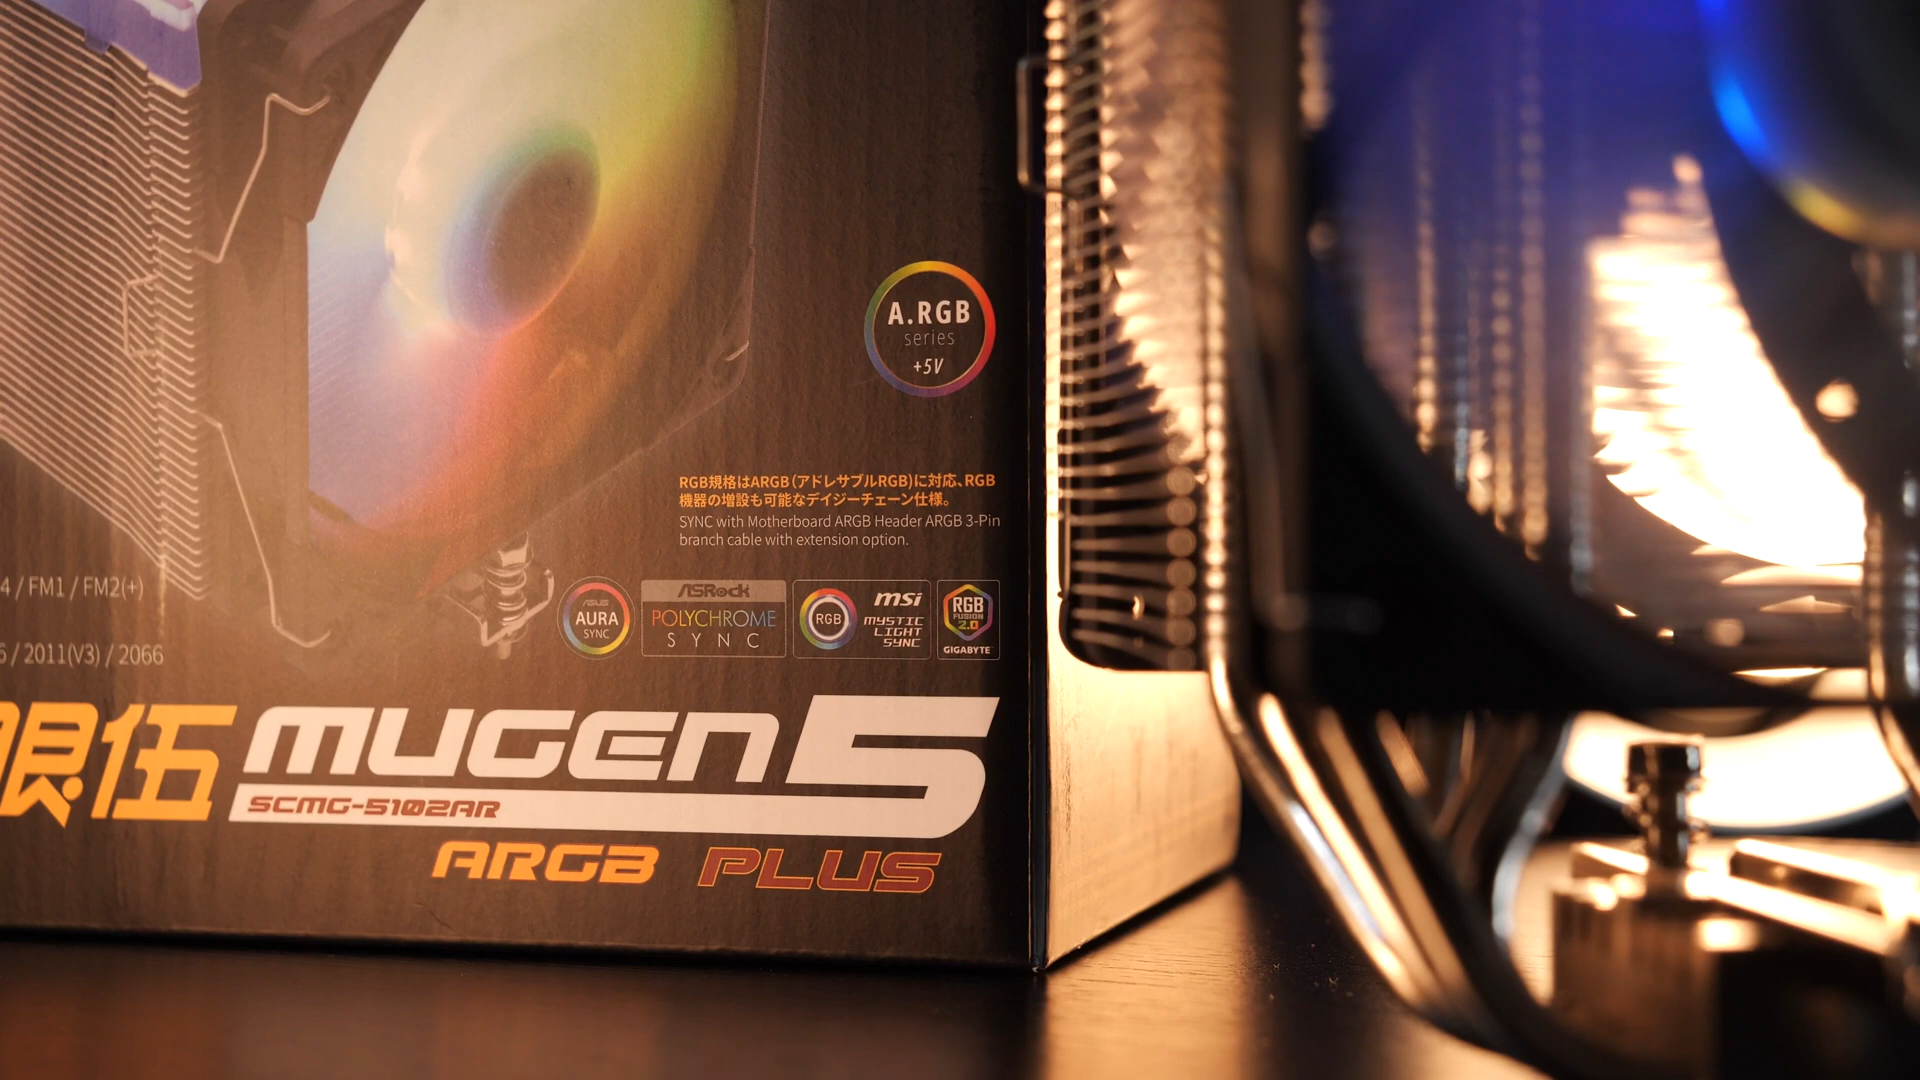 A.RGB
series
+5V
RGB規格はARGB(アドレサブルRGB)に対応、RGB
機器の増設も可能なデイジーチェーン仕様。
SYNC with Motherboard ARGB Header ARGB 3-Pin
branch cable with extension option.
4 / FM1 / FM2(+)
/ 2011(V3) / 2066
ASUS
AURA
SYNC
ASRock
POLYCHROME
SYNC
RGB
msi
MYSTIC
LIGHT
SYNC
RGB
FUSION
2.0
GIGABYTE
伍 MUGEN 5
SCMG-5102AR
ARGB PLUS